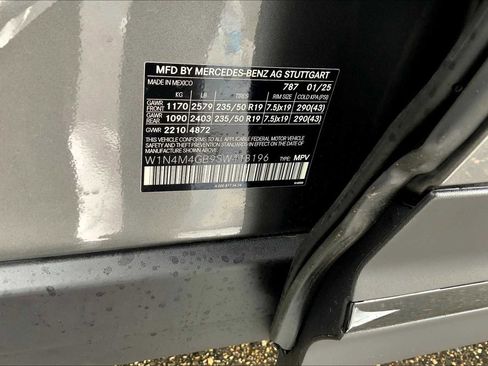 MFD BY MERCEDES-BENZ AG STUTTGART
MADE IN MEXICO 787 01/25
KG LB TIRES RIM SIZE COLD KPA (PSI)
GAWR FRONT 1170 2579 235/50 R19 7.5Jx19 290(43)
GAWR REAR 1090 2403 235/50 R19 7.5Jx19 290(43)
GVWR 2210 4872
THIS VEHICLE CONFORMS TO ALL APPLICABLE FEDERAL MOTOR VEHICLE
SAFETY AND THEFT PREVENTION STANDARDS IN EFFECT ON THE DATE OF
MANUFACTURE SHOWN ABOVE.
W1N4M4GB9SW118196 TYPE: MPV